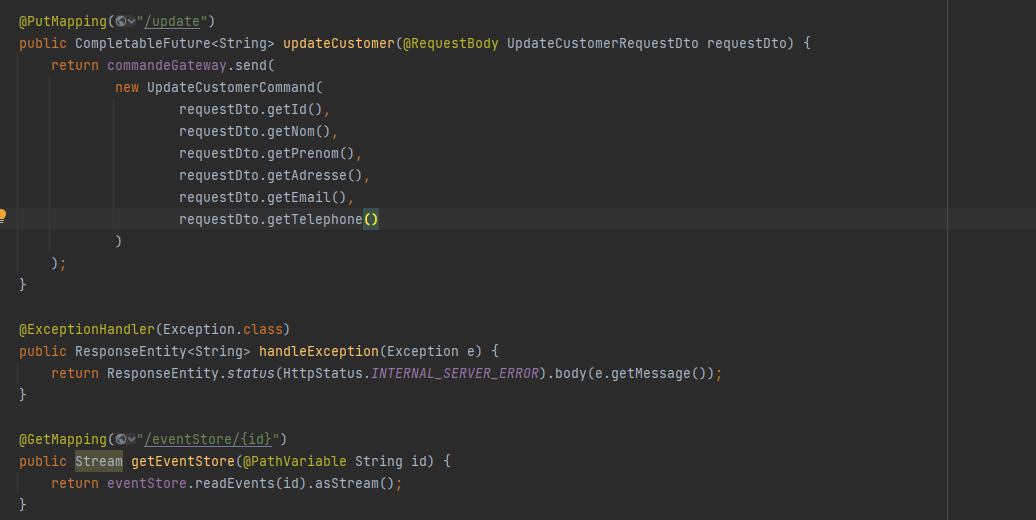 @PutMapping("/update")
public CompletableFuture<String> updateCustomer(@RequestBody UpdateCustomerRequestDto requestDto) {
return commandeGateway.send(
new UpdateCustomerCommand(
requestDto.getId(),
requestDto.getNom(),
requestDto.getPrenom(),
requestDto.getAdresse(),
requestDto.getEmail(),
requestDto.getTelephone()
)
);
}
@ExceptionHandler(Exception.class)
public ResponseEntity<String> handleException(Exception e) {
return ResponseEntity.status(HttpStatus.INTERNAL_SERVER_ERROR).body(e.getMessage());
}
@GetMapping("/eventStore/{id}")
public Stream getEventStore(@PathVariable String id) {
return eventStore.readEvents(id).asStream();
}